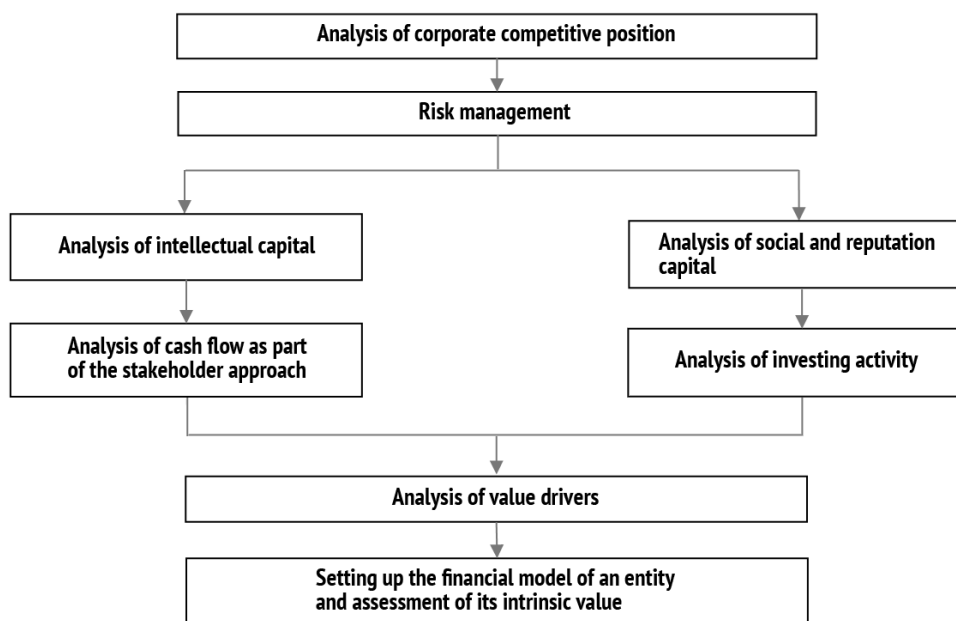 Analysis of corporate competitive position
Risk management
Analysis of intellectual capital
Analysis of social and reputation
capital
Analysis of cash flow as part
of the stakeholder approach
Analysis of investing activity
Analysis of value drivers
Setting up the financial model of an entity
and assessment of its intrinsic value